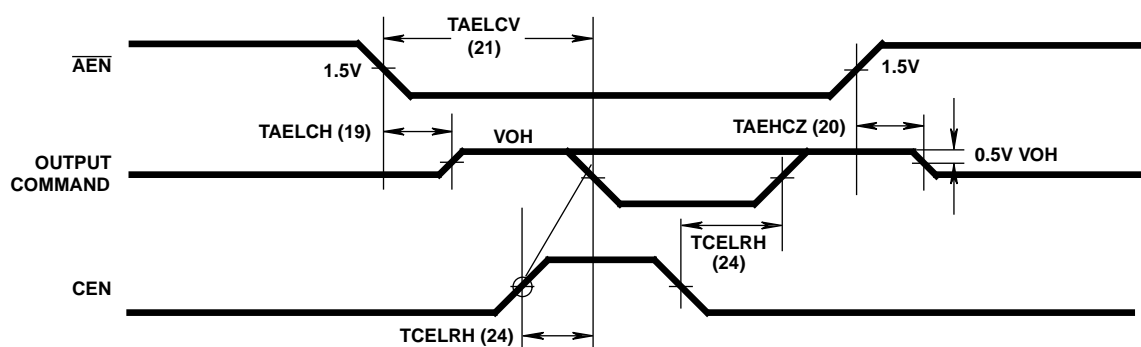 TAELCV
(21)
AEN
1.5V
1.5V
TAELCH (19)
VOH
TAEHCZ (20)
0.5V VOH
OUTPUT
COMMAND
TCELRH
(24)
CEN
TCELRH (24)